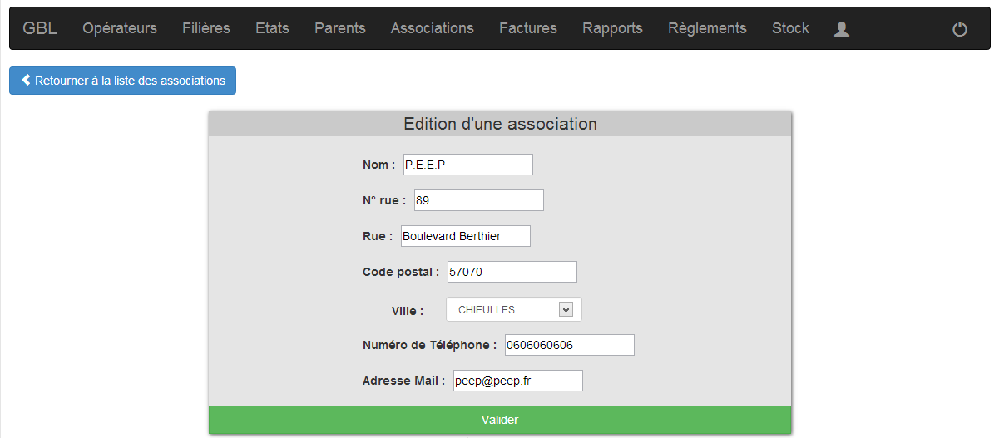 GBL Opérateurs Filières Etats Parents Associations Factures Rapports Règlements Stock
Retourner à la liste des associations
Edition d'une association
Nom : P.E.E.P
N° rue : 89
Rue : Boulevard Berthier
Code postal : 57070
Ville : CHIEULLES
Numéro de Téléphone : 0606060606
Adresse Mail : peep@peep.fr
Valider